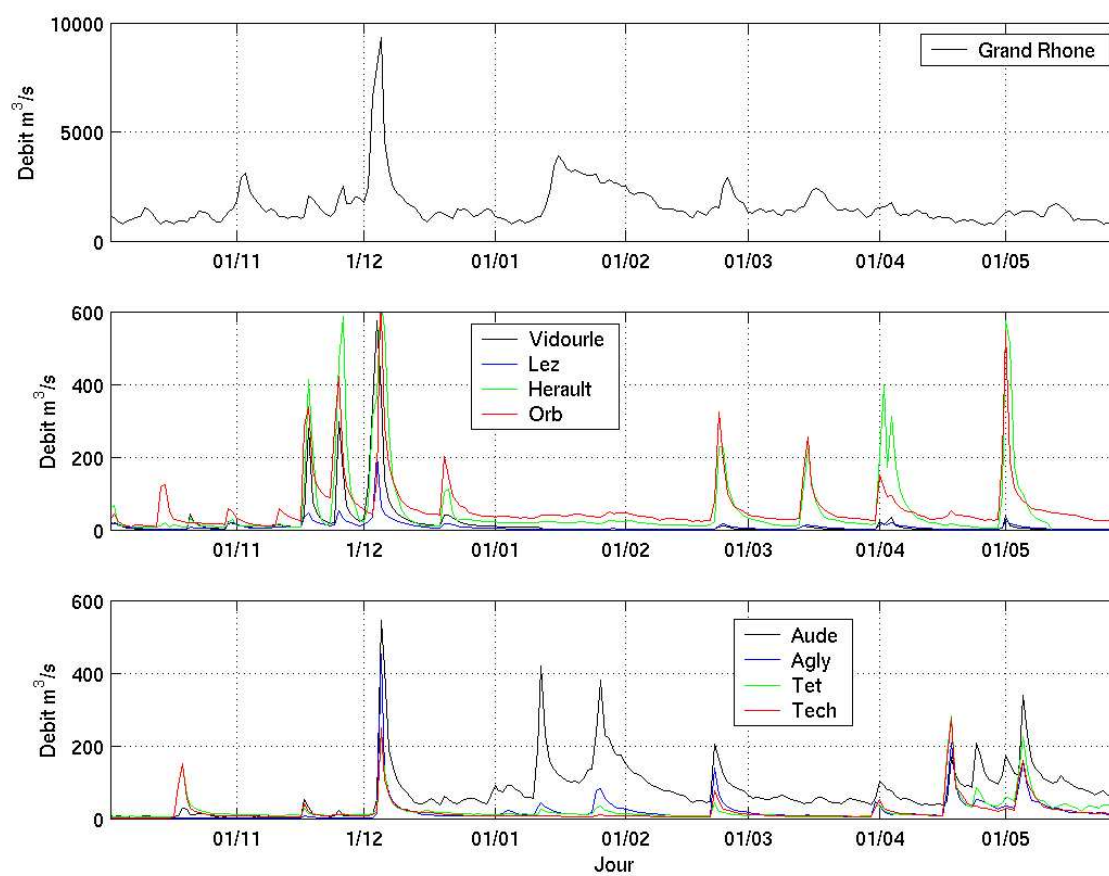 10000
5000
0
Debit m³/s
Grand Rhone
01/11
1/12
01/01
01/02
01/03
01/04
01/05
600
400
200
0
Debit m³/s
Vidourle
Lez
Herault
Orb
01/11
1/12
01/01
01/02
01/03
01/04
01/05
600
400
200
0
Debit m³/s
Aude
Agly
Tet
Tech
01/11
1/12
01/01
01/02
01/03
01/04
01/05
Jour